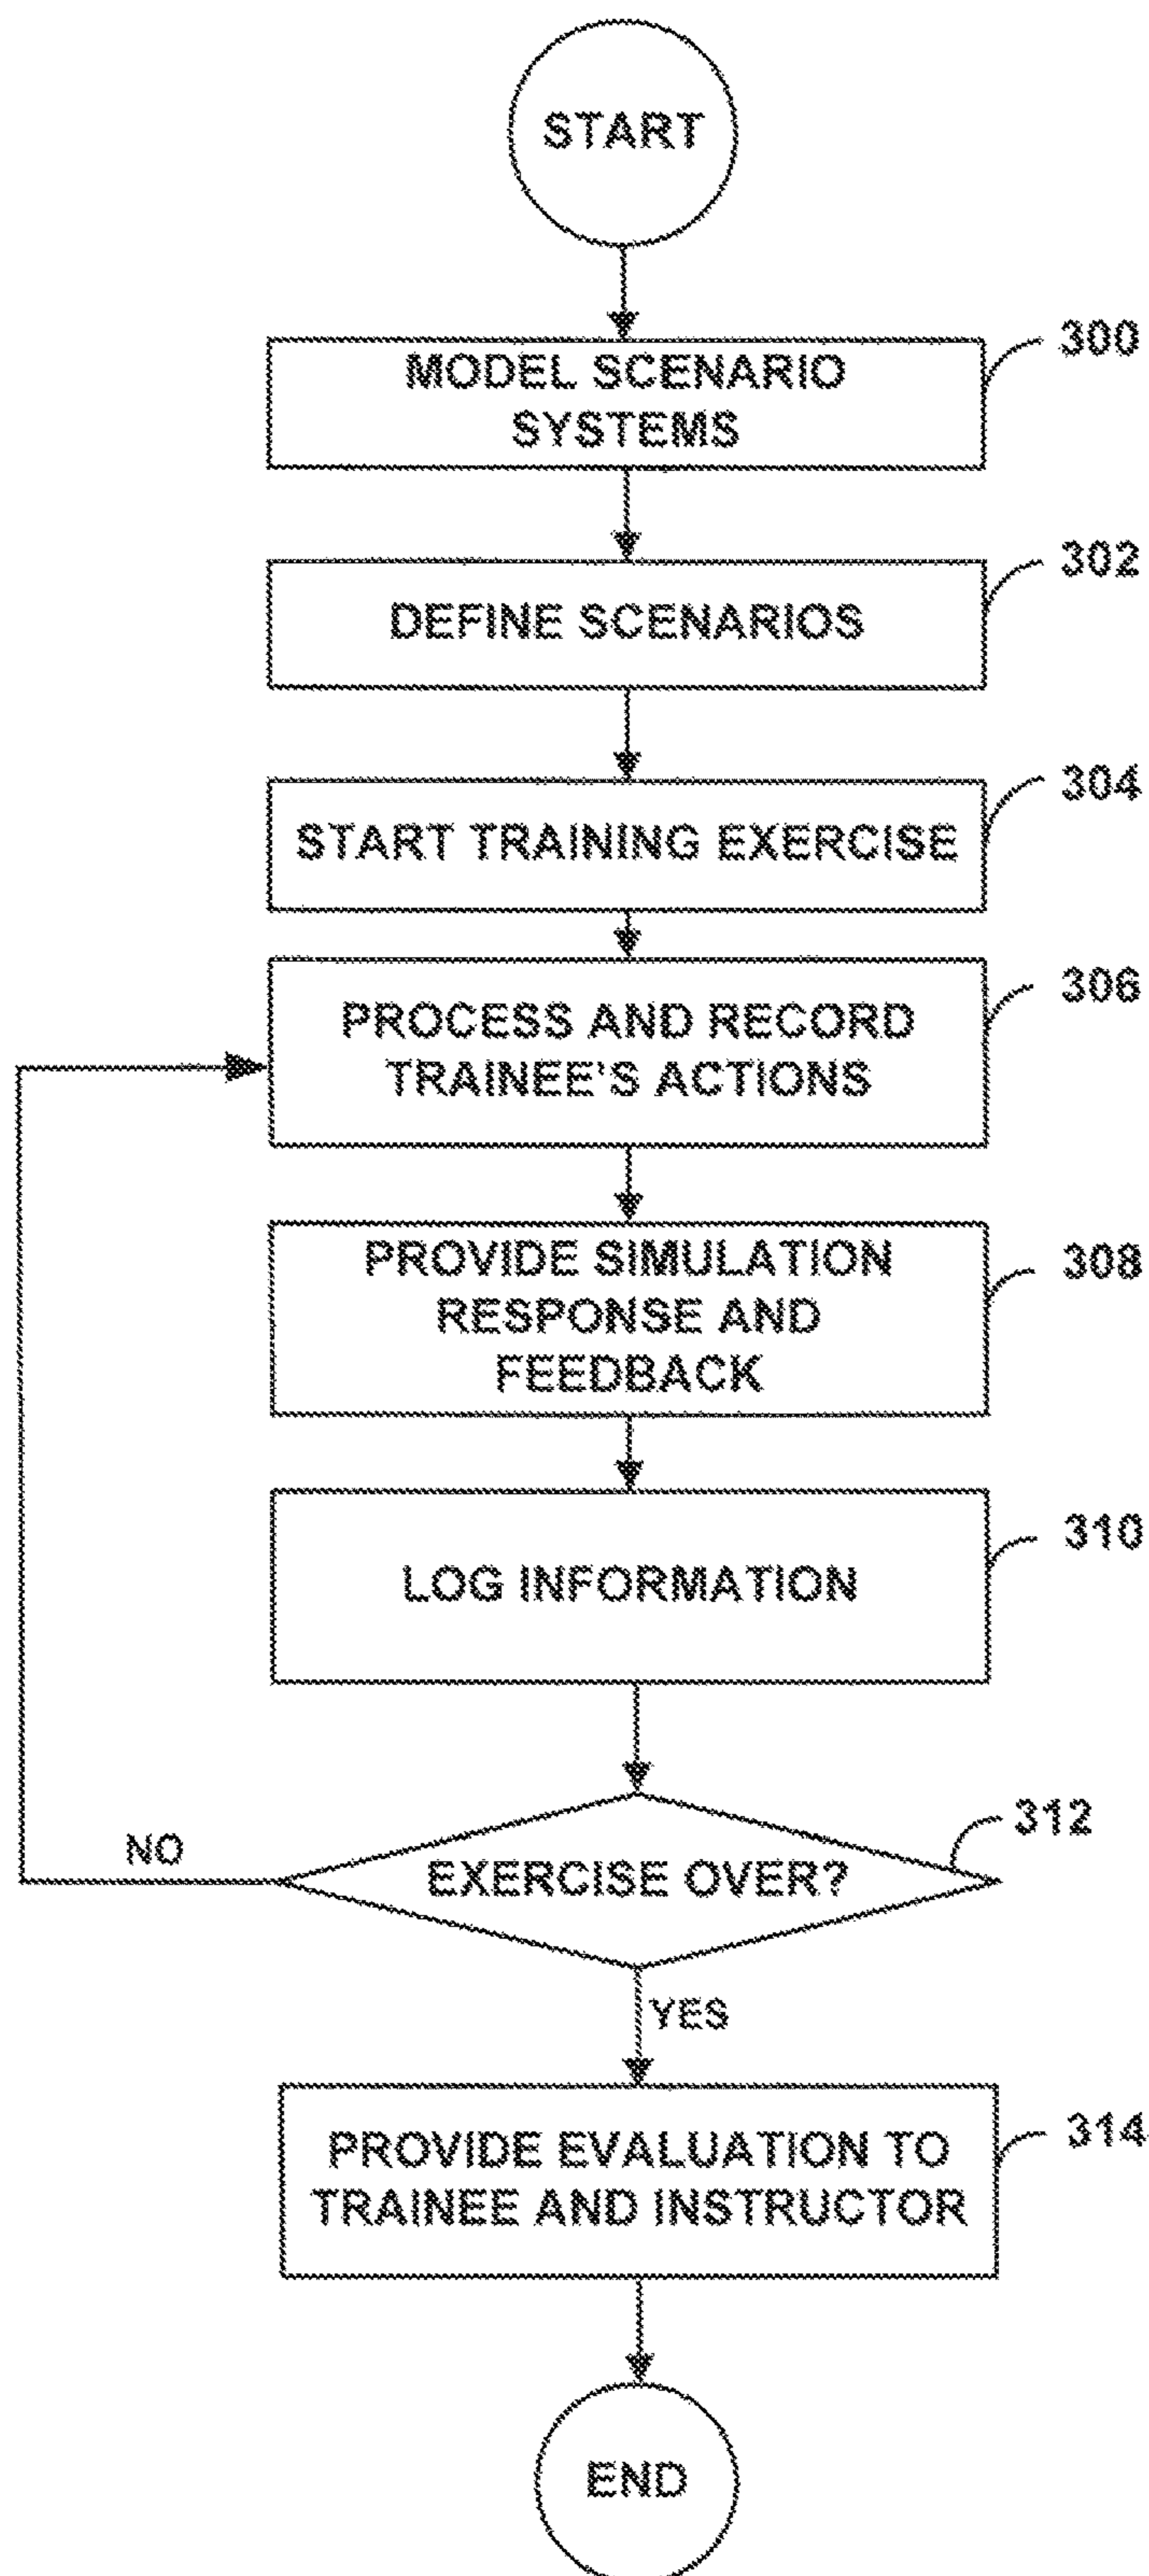 START
300
MODEL SCENARIO
SYSTEMS
302
DEFINE SCENARIOS
304
START TRAINING EXERCISE
306
PROCESS AND RECORD
TRAINEE'S ACTIONS
308
PROVIDE SIMULATION
RESPONSE AND
FEEDBACK
310
LOG INFORMATION
312
NO
EXERCISE OVER?
YES
314
PROVIDE EVALUATION TO
TRAINEE AND INSTRUCTOR
END